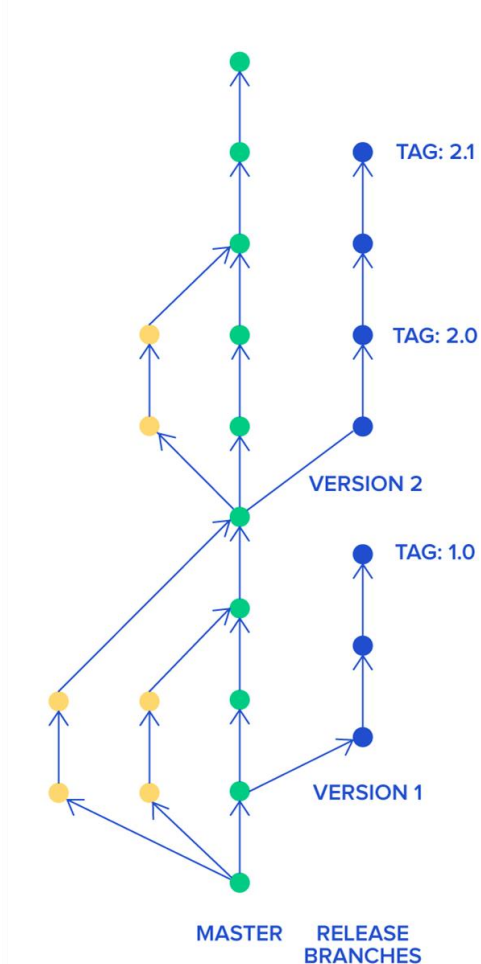 TAG: 2.1
TAG: 2.0
VERSION 2
TAG: 1.0
VERSION 1
MASTER
RELEASE
BRANCHES